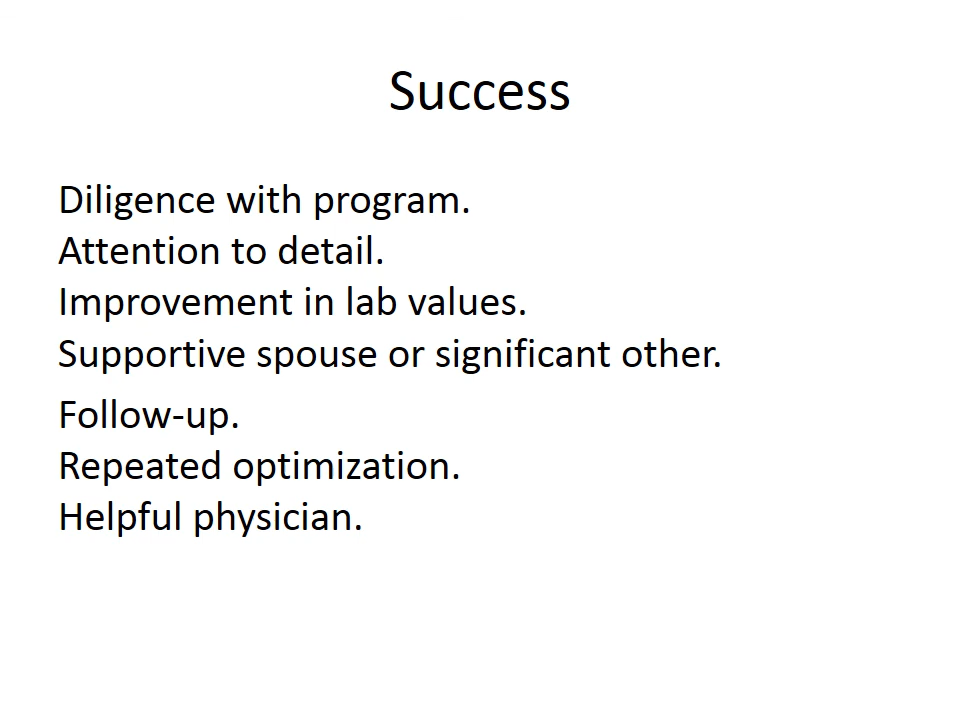 Success
Diligence with program.
Attention to detail.
Improvement in lab values.
Supportive spouse or significant other.
Follow-up.
Repeated optimization.
Helpful physician.